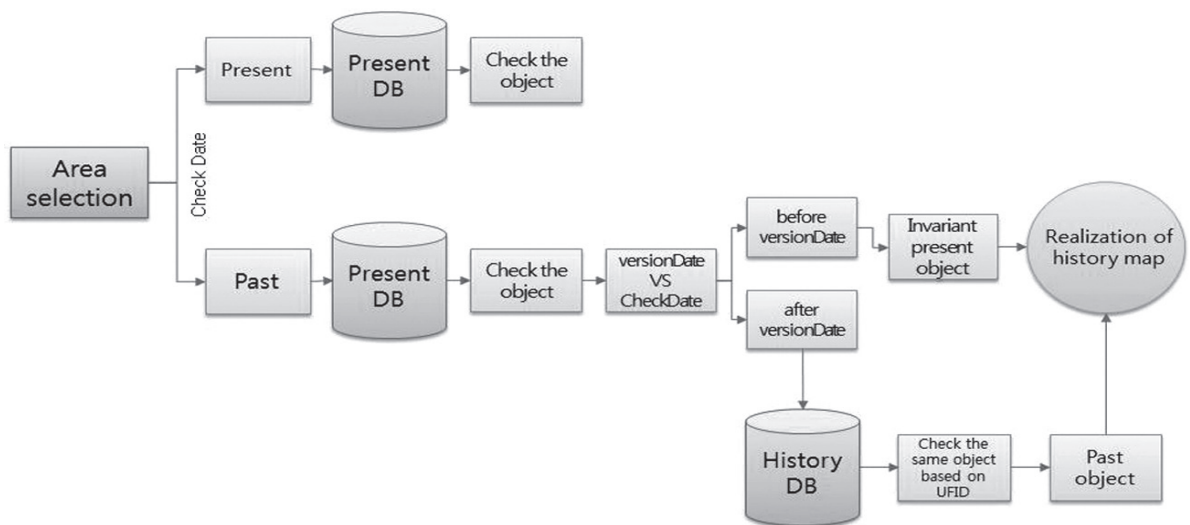 Present
Present
DB
Check the
object
Area
selection
Check Date
Past
Present
DB
Check the
object
versionDate
VS
CheckDate
before
versionDate
Invariant
present
object
Realization of
history map
after
versionDate
History
DB
Check the
same object
based on
UFID
Past
object